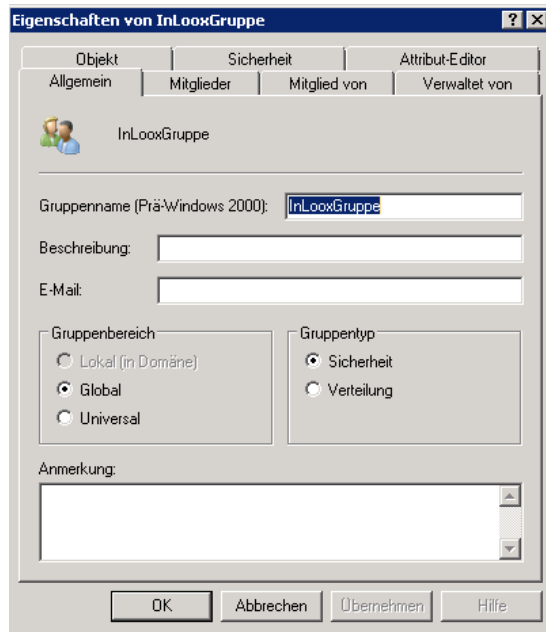 Eigenschaften von InLooxGruppe
Objekt Sicherheit Attribut-Editor
Allgemein Mitglieder Mitglied von Verwaltet von
InLooxGruppe
Gruppenname (Prä-Windows 2000): InLooxGruppe
Beschreibung:
E-Mail:
Gruppenbereich Gruppentyp
Lokal (in Domäne) Sicherheit
Global Verteilung
Universal
Anmerkung:
OK Abbrechen Übernehmen Hilfe